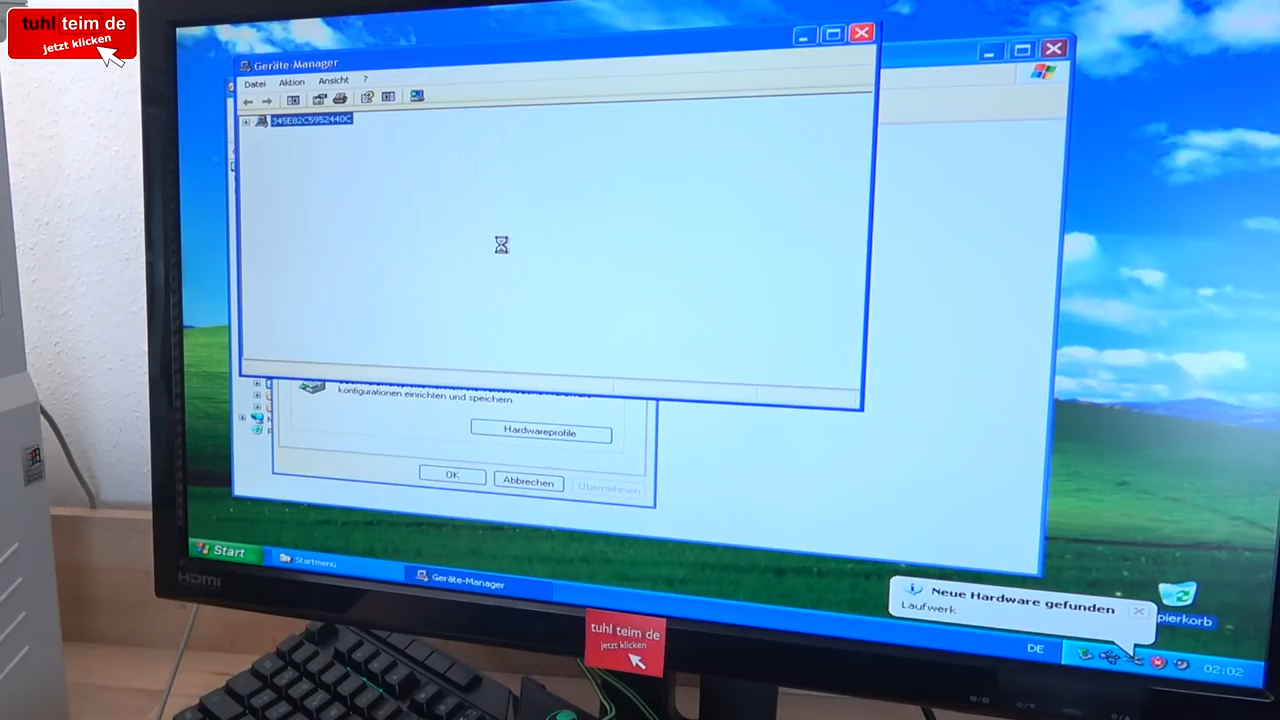 tuhl teim de
jetzt klicken
Geräte-Manager
Datei Aktion Ansicht ?
345E82C5952440C
konfigurationen einrichten und speichern
Hardwareprofile
OK Abbrechen Übernehmen
Start Startmenü Geräte-Manager
Neue Hardware gefunden
Laufwerk
pierkorb
DE 02:02
HDMI
tuhl teim de
jetzt klicken